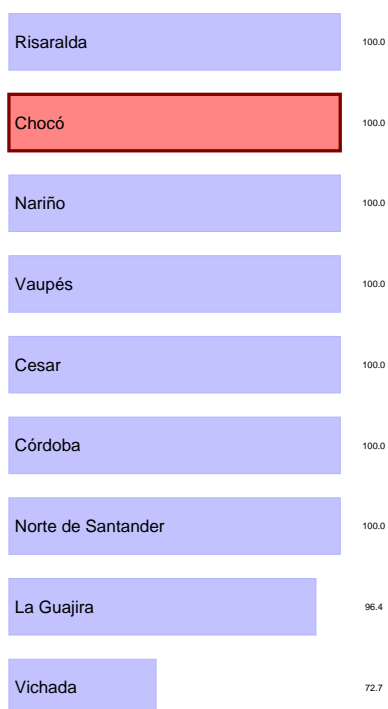 Risaralda 100.0
Chocó 100.0
Nariño 100.0
Vaupés 100.0
Cesar 100.0
Córdoba 100.0
Norte de Santander 100.0
La Guajira 96.4
Vichada 72.7